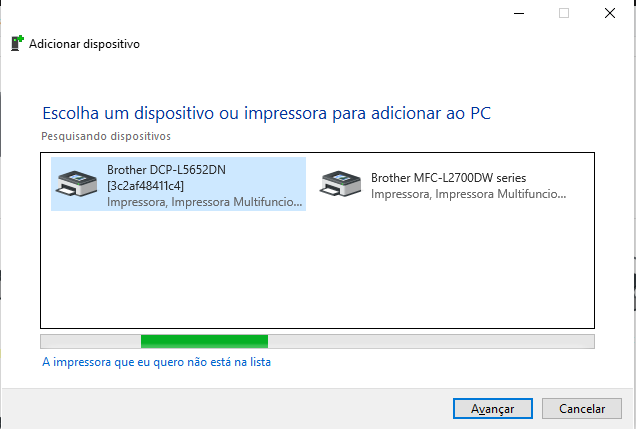 Adicionar dispositivo
Escolha um dispositivo ou impressora para adicionar ao PC
Pesquisando dispositivos
Brother DCP-L5652DN
[3c2af48411c4]
Impressora, Impressora Multifuncio...
Brother MFC-L2700DW series
Impressora, Impressora Multifuncio...
A impressora que eu quero não está na lista
Avançar
Cancelar